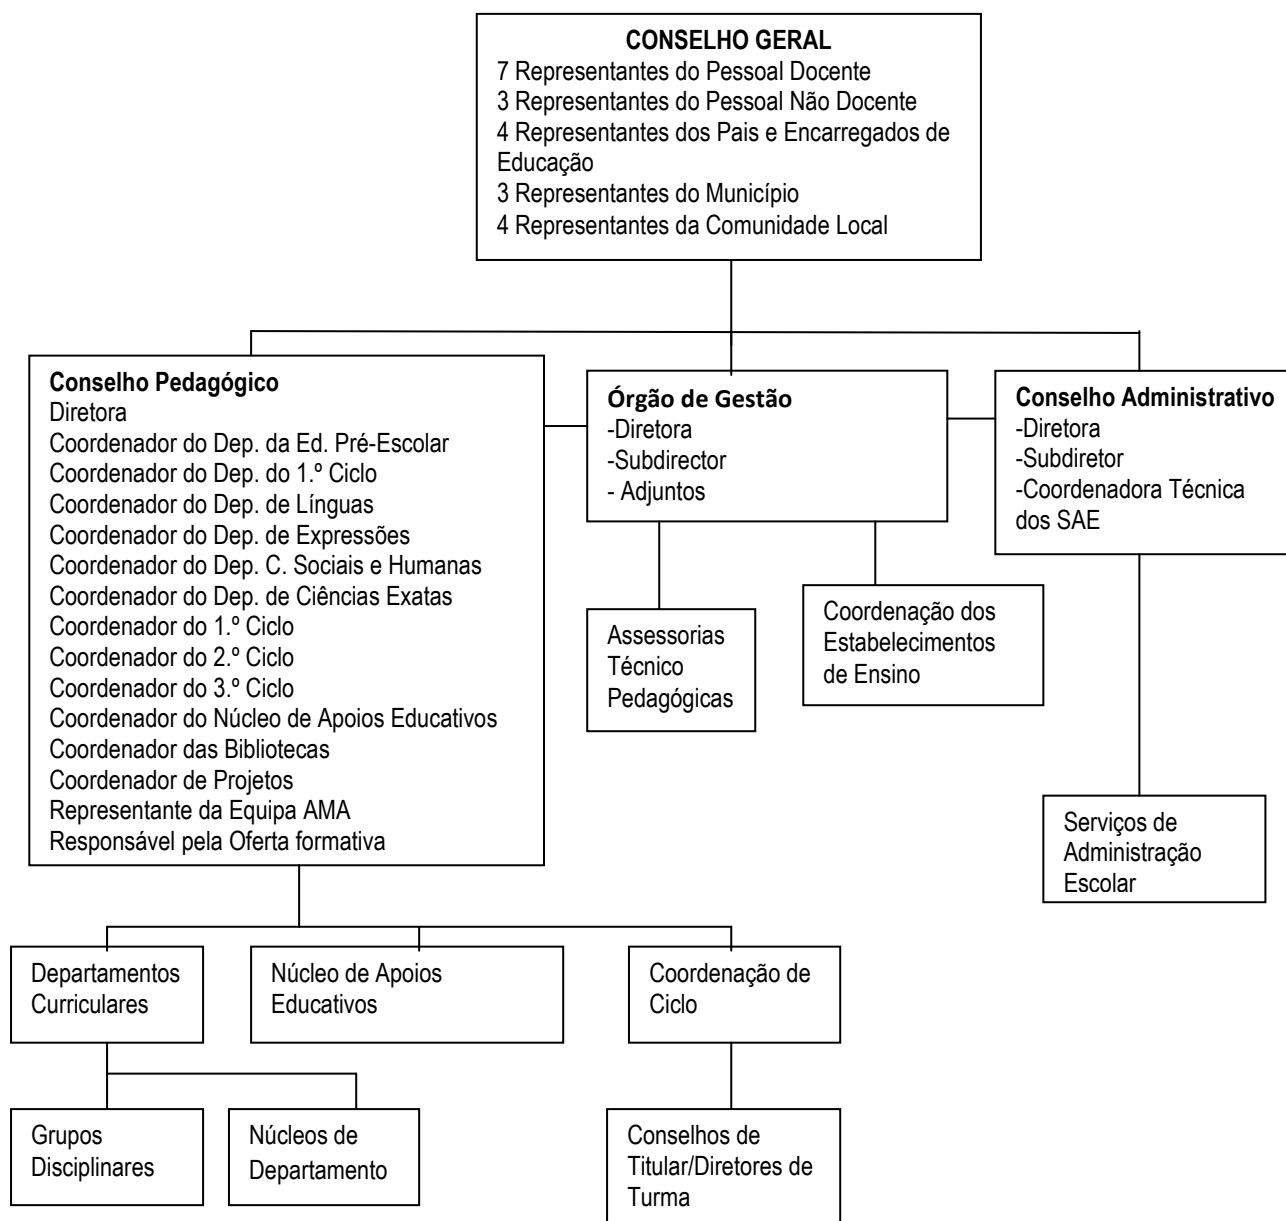 CONSELHO GERAL
7 Representantes do Pessoal Docente
3 Representantes do Pessoal Não Docente
4 Representantes dos Pais e Encarregados de
Educação
3 Representantes do Município
4 Representantes da Comunidade Local
Conselho Pedagógico
Diretora
Coordenador do Dep. da Ed. Pré-Escolar
Coordenador do Dep. do 1.º Ciclo
Coordenador do Dep. de Línguas
Coordenador do Dep. de Expressões
Coordenador do Dep. C. Sociais e Humanas
Coordenador do Dep. de Ciências Exatas
Coordenador do 1.º Ciclo
Coordenador do 2.º Ciclo
Coordenador do 3.º Ciclo
Coordenador do Núcleo de Apoios Educativos
Coordenador das Bibliotecas
Coordenador de Projetos
Representante da Equipa AMA
Responsável pela Oferta formativa
Órgão de Gestão
-Diretora
-Subdirector
- Adjuntos
Conselho Administrativo
-Diretora
-Subdiretor
-Coordenadora Técnica
dos SAE
Assessorias
Técnico
Pedagógicas
Coordenação dos
Estabelecimentos
de Ensino
Serviços de
Administração
Escolar
Departamentos
Curriculares
Núcleo de Apoios
Educativos
Coordenação de
Ciclo
Grupos
Disciplinares
Núcleos de
Departamento
Conselhos de
Titular/Diretores de
Turma